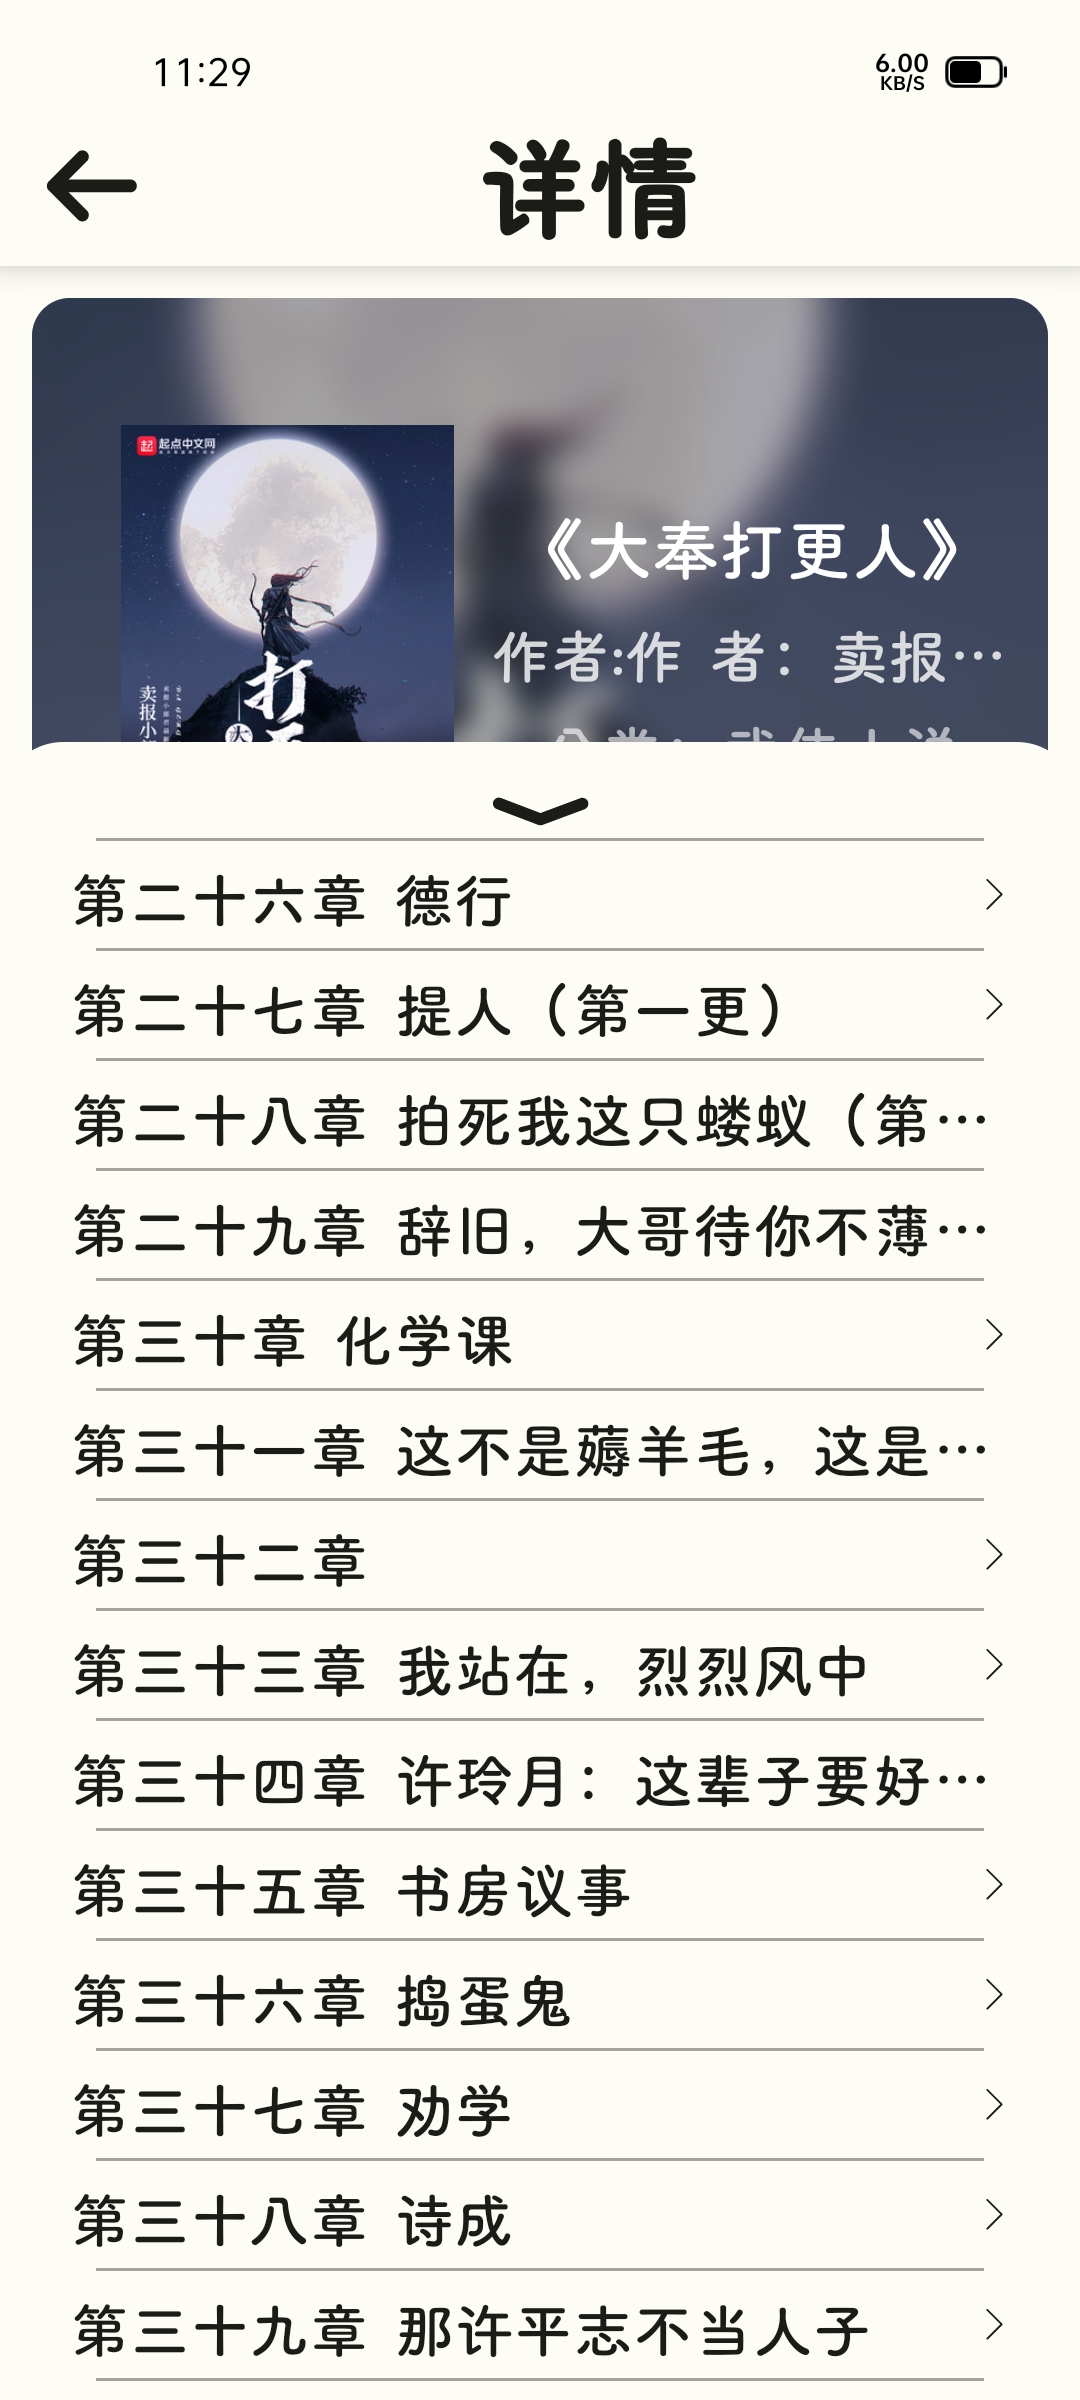 11:29
6.00
KB/S
详情
起点中文网
《大奉打更人》
作者:作 者：卖报…
打
卖报小
大
第二十六章 德行
第二十七章 提人（第一更）
第二十八章 拍死我这只蝼蚁（第…
第二十九章 辞旧，大哥待你不薄…
第三十章 化学课
第三十一章 这不是薅羊毛，这是…
第三十二章
第三十三章 我站在，烈烈风中
第三十四章 许玲月：这辈子要好…
第三十五章 书房议事
第三十六章 捣蛋鬼
第三十七章 劝学
第三十八章 诗成
第三十九章 那许平志不当人子